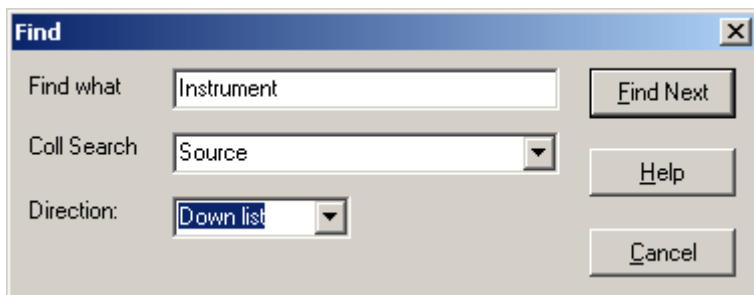 Find
Find what Instrument Find Next
Coll Search Source
Help
Direction: Down list
Cancel